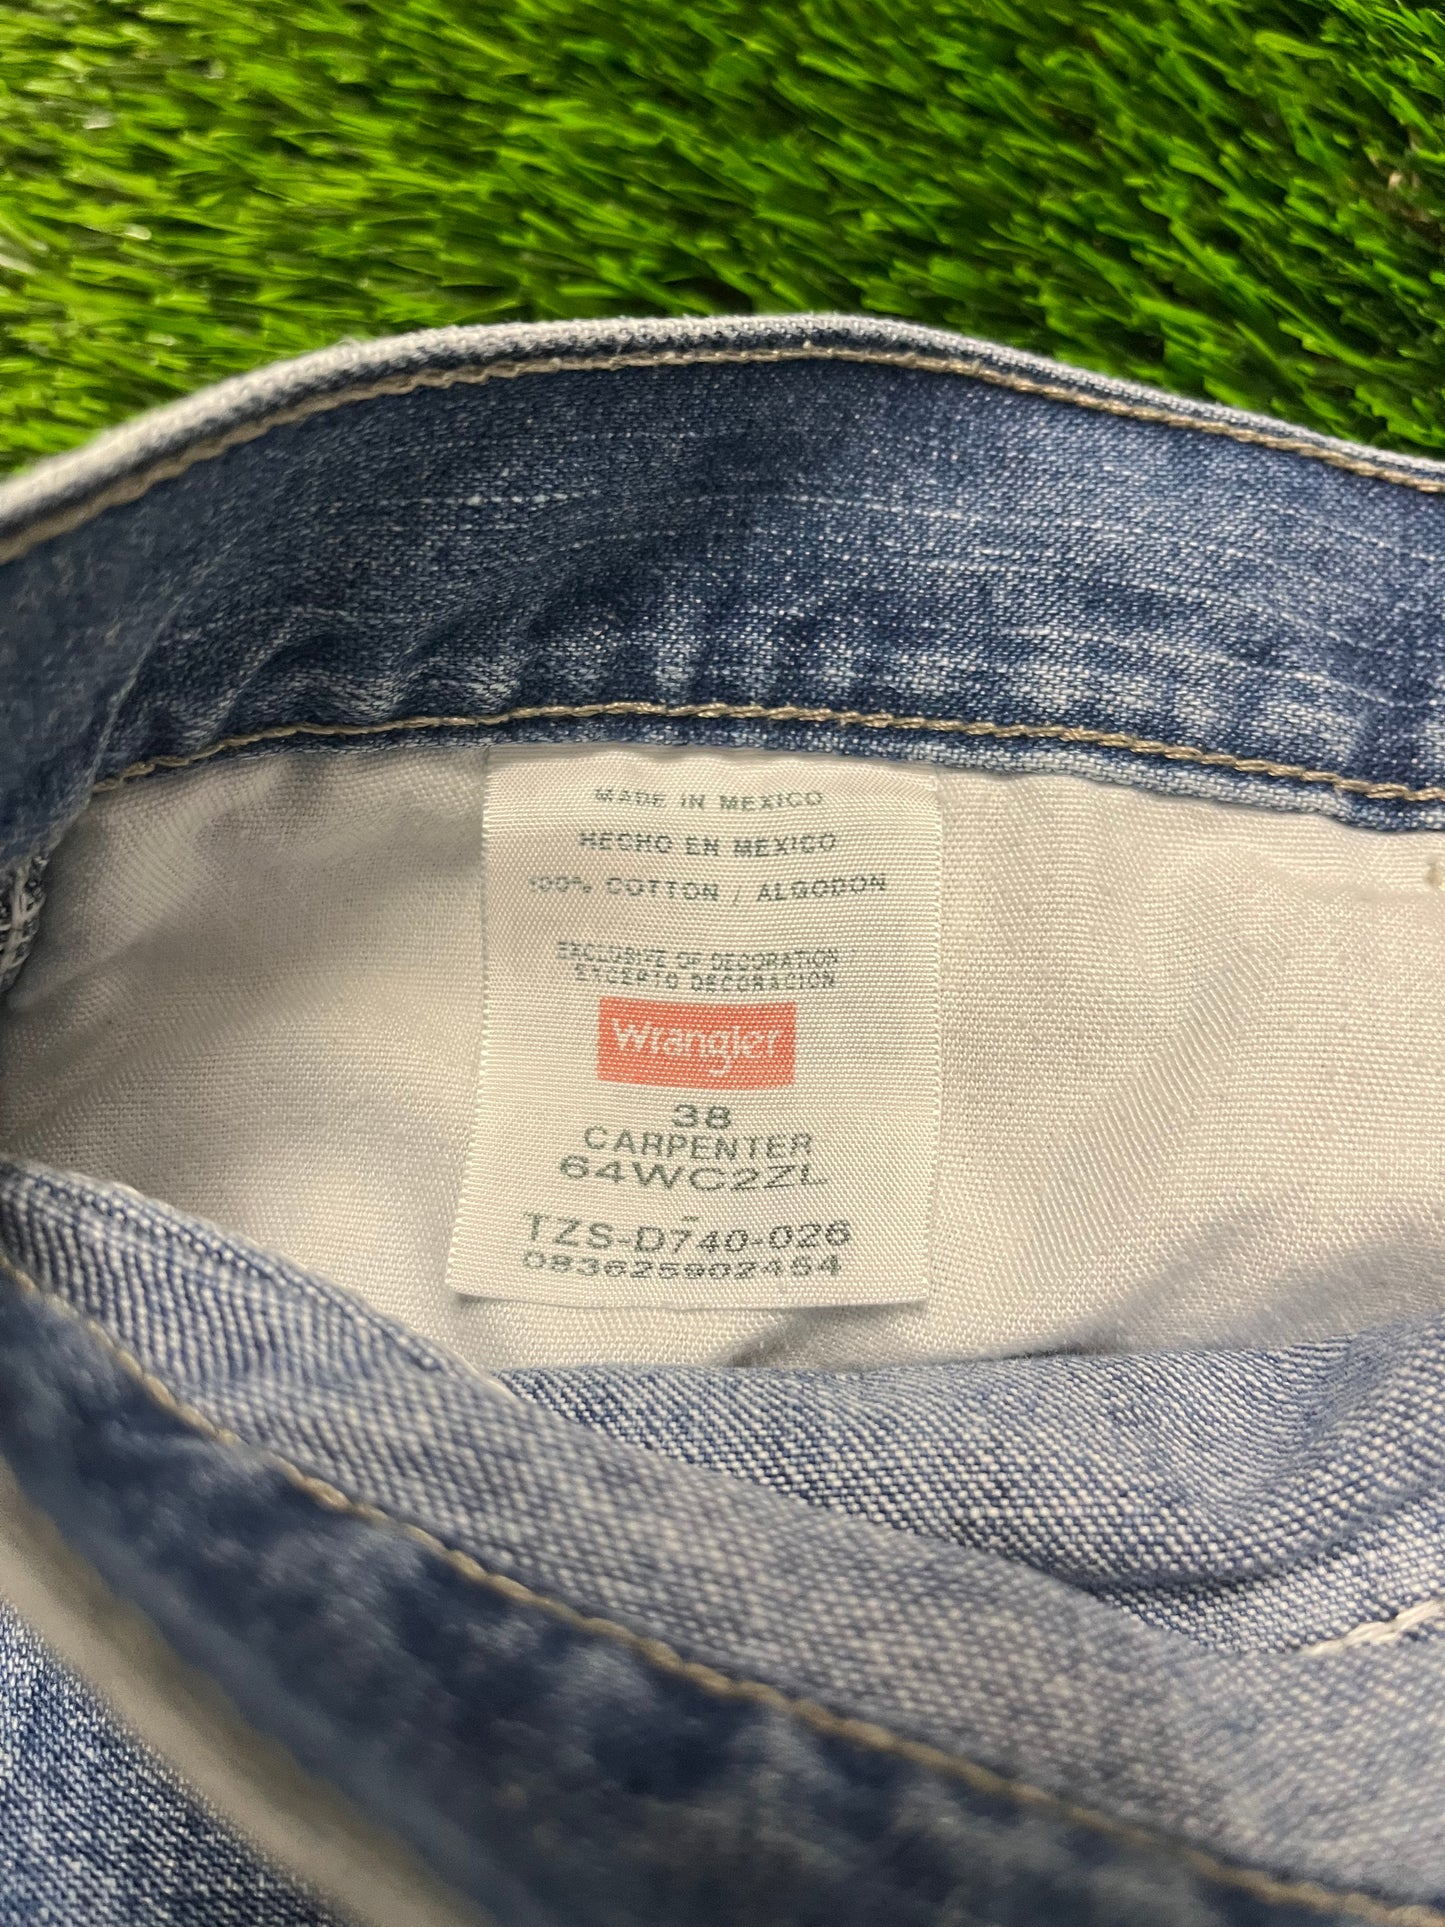 MADE IN MEXICO
HECHO EN MEXICO
100% COTTON / ALGODON
EXCLUSIVE OF DECORATION
EXCEPTO DECORACION
Wrangler
38
CARPENTER
64WC2ZL
TZS-D740-026
083625902454